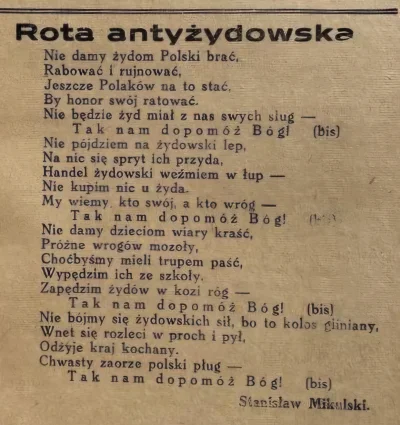 Rota antyżydowska
Nie damy żydom Polski brać,
Rabować i rujnować,
Jeszcze Polaków na to stać.
By honor swój ratować.
Nie będzie żyd miał z nas swych sług —
Tak nam dopomóż Bóg! (bis)
Nie pójdziem na żydowski lep,
Na nic się spryt ich przyda,
Handel żydowski weźmiem w łup —
Nie kupim nic u żyda.
My wiemy, kto swój, a kto wróg —
Tak nam dopomóż Bóg! (bis)
Nie damy dzieciom wiary kraść,
Próżne wrogów mozoły,
Choćbyśmy mieli trupem paść,
Wypędzim ich ze szkoły.
Zapędzim żydów w kozi róg —
Tak nam dopomóż Bóg! (bis)
Nie bójmy się żydowskich sił, bo to kolos gliniany,
Wnet się rozleci w proch i pył,
Odżyje kraj kochany.
Chwasty zaorze polski pług —
Tak nam dopomóż Bóg! (bis)
Stanisław Mikulski.